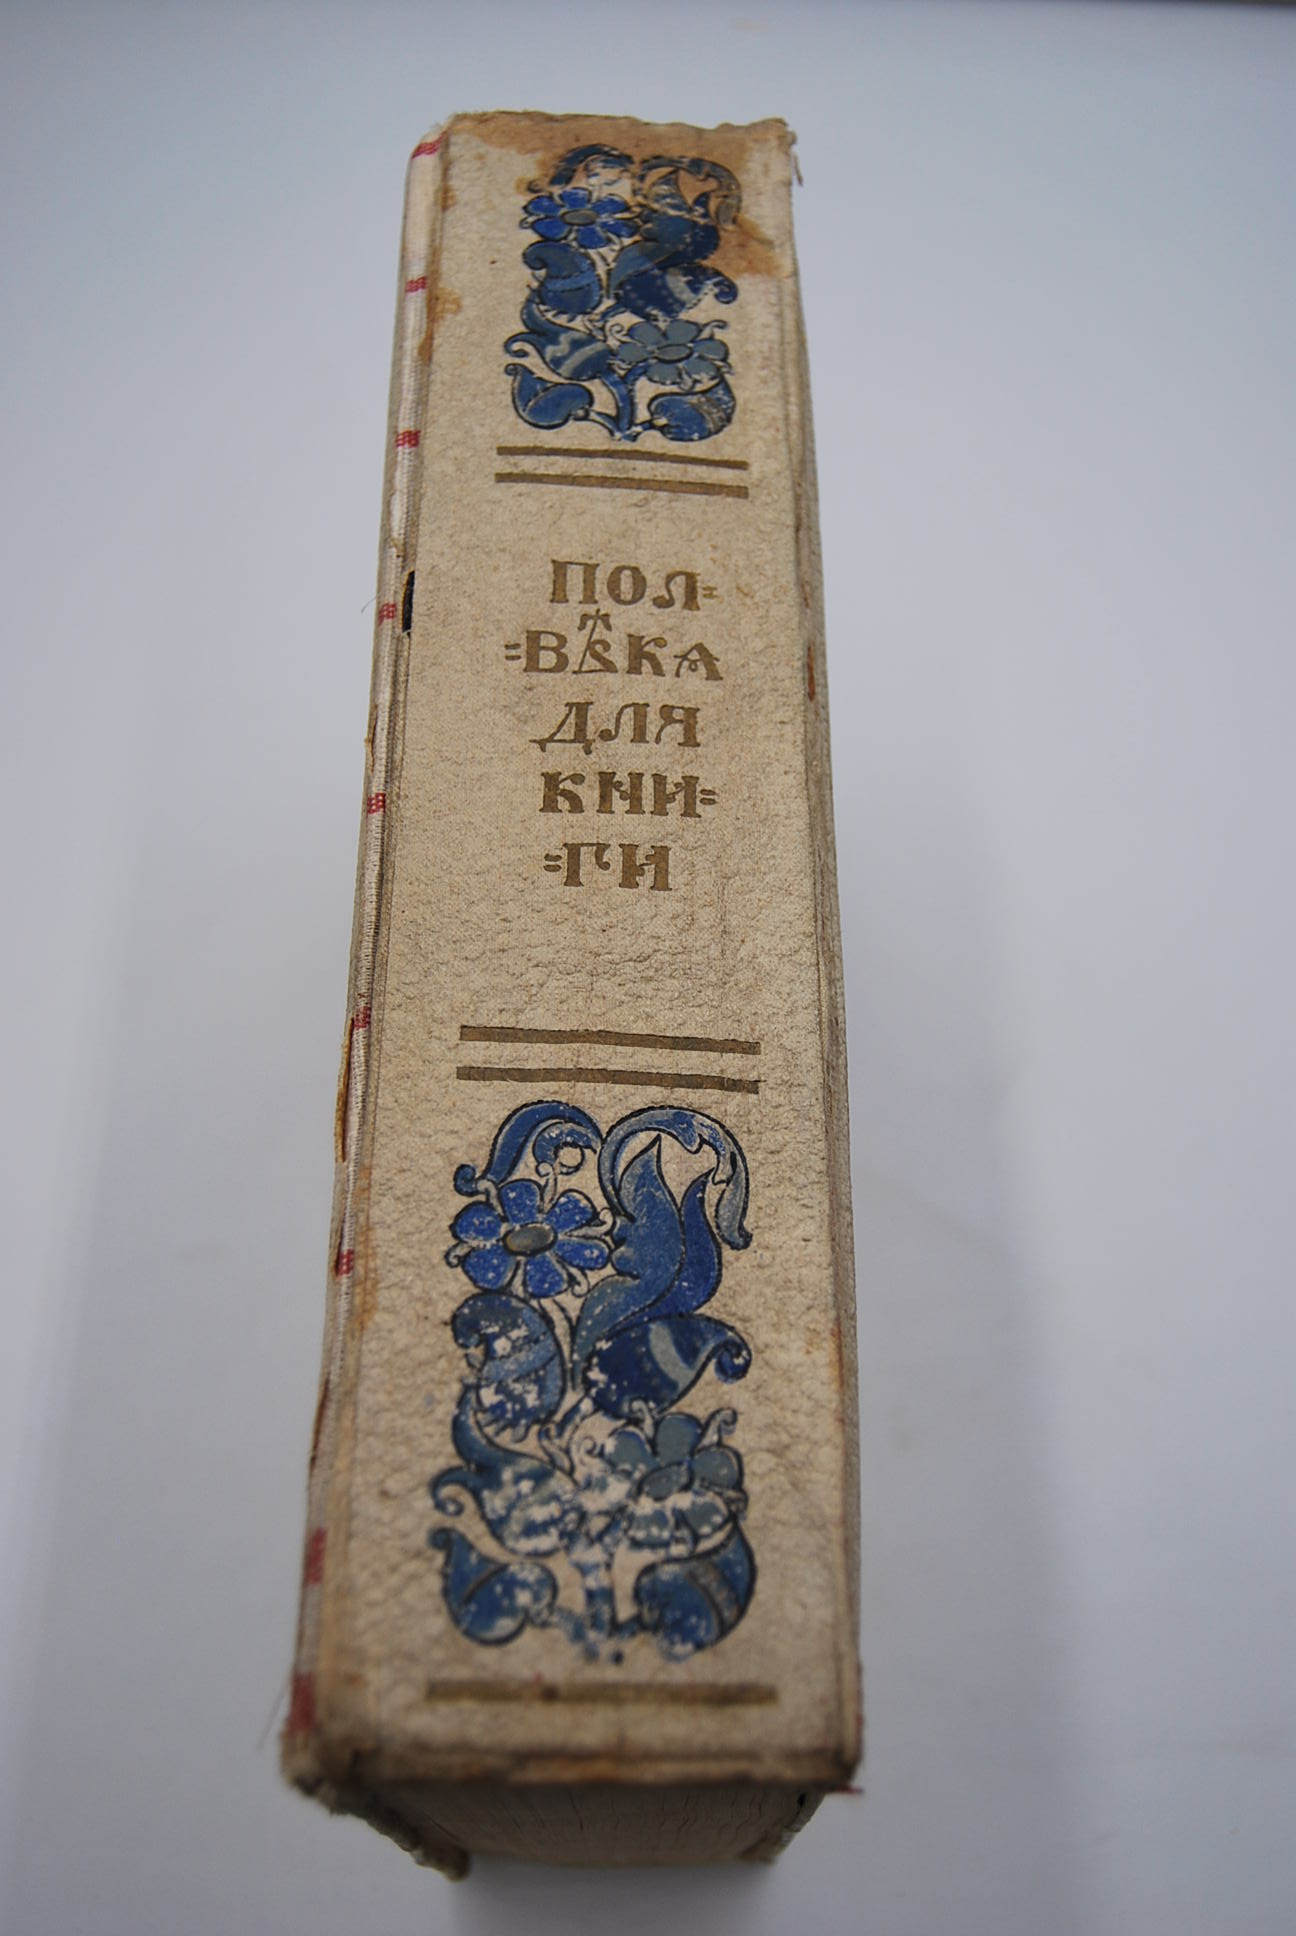 ПОЛ=
=ВѢКА
ДЛЯ
КНИ=
=ГИ